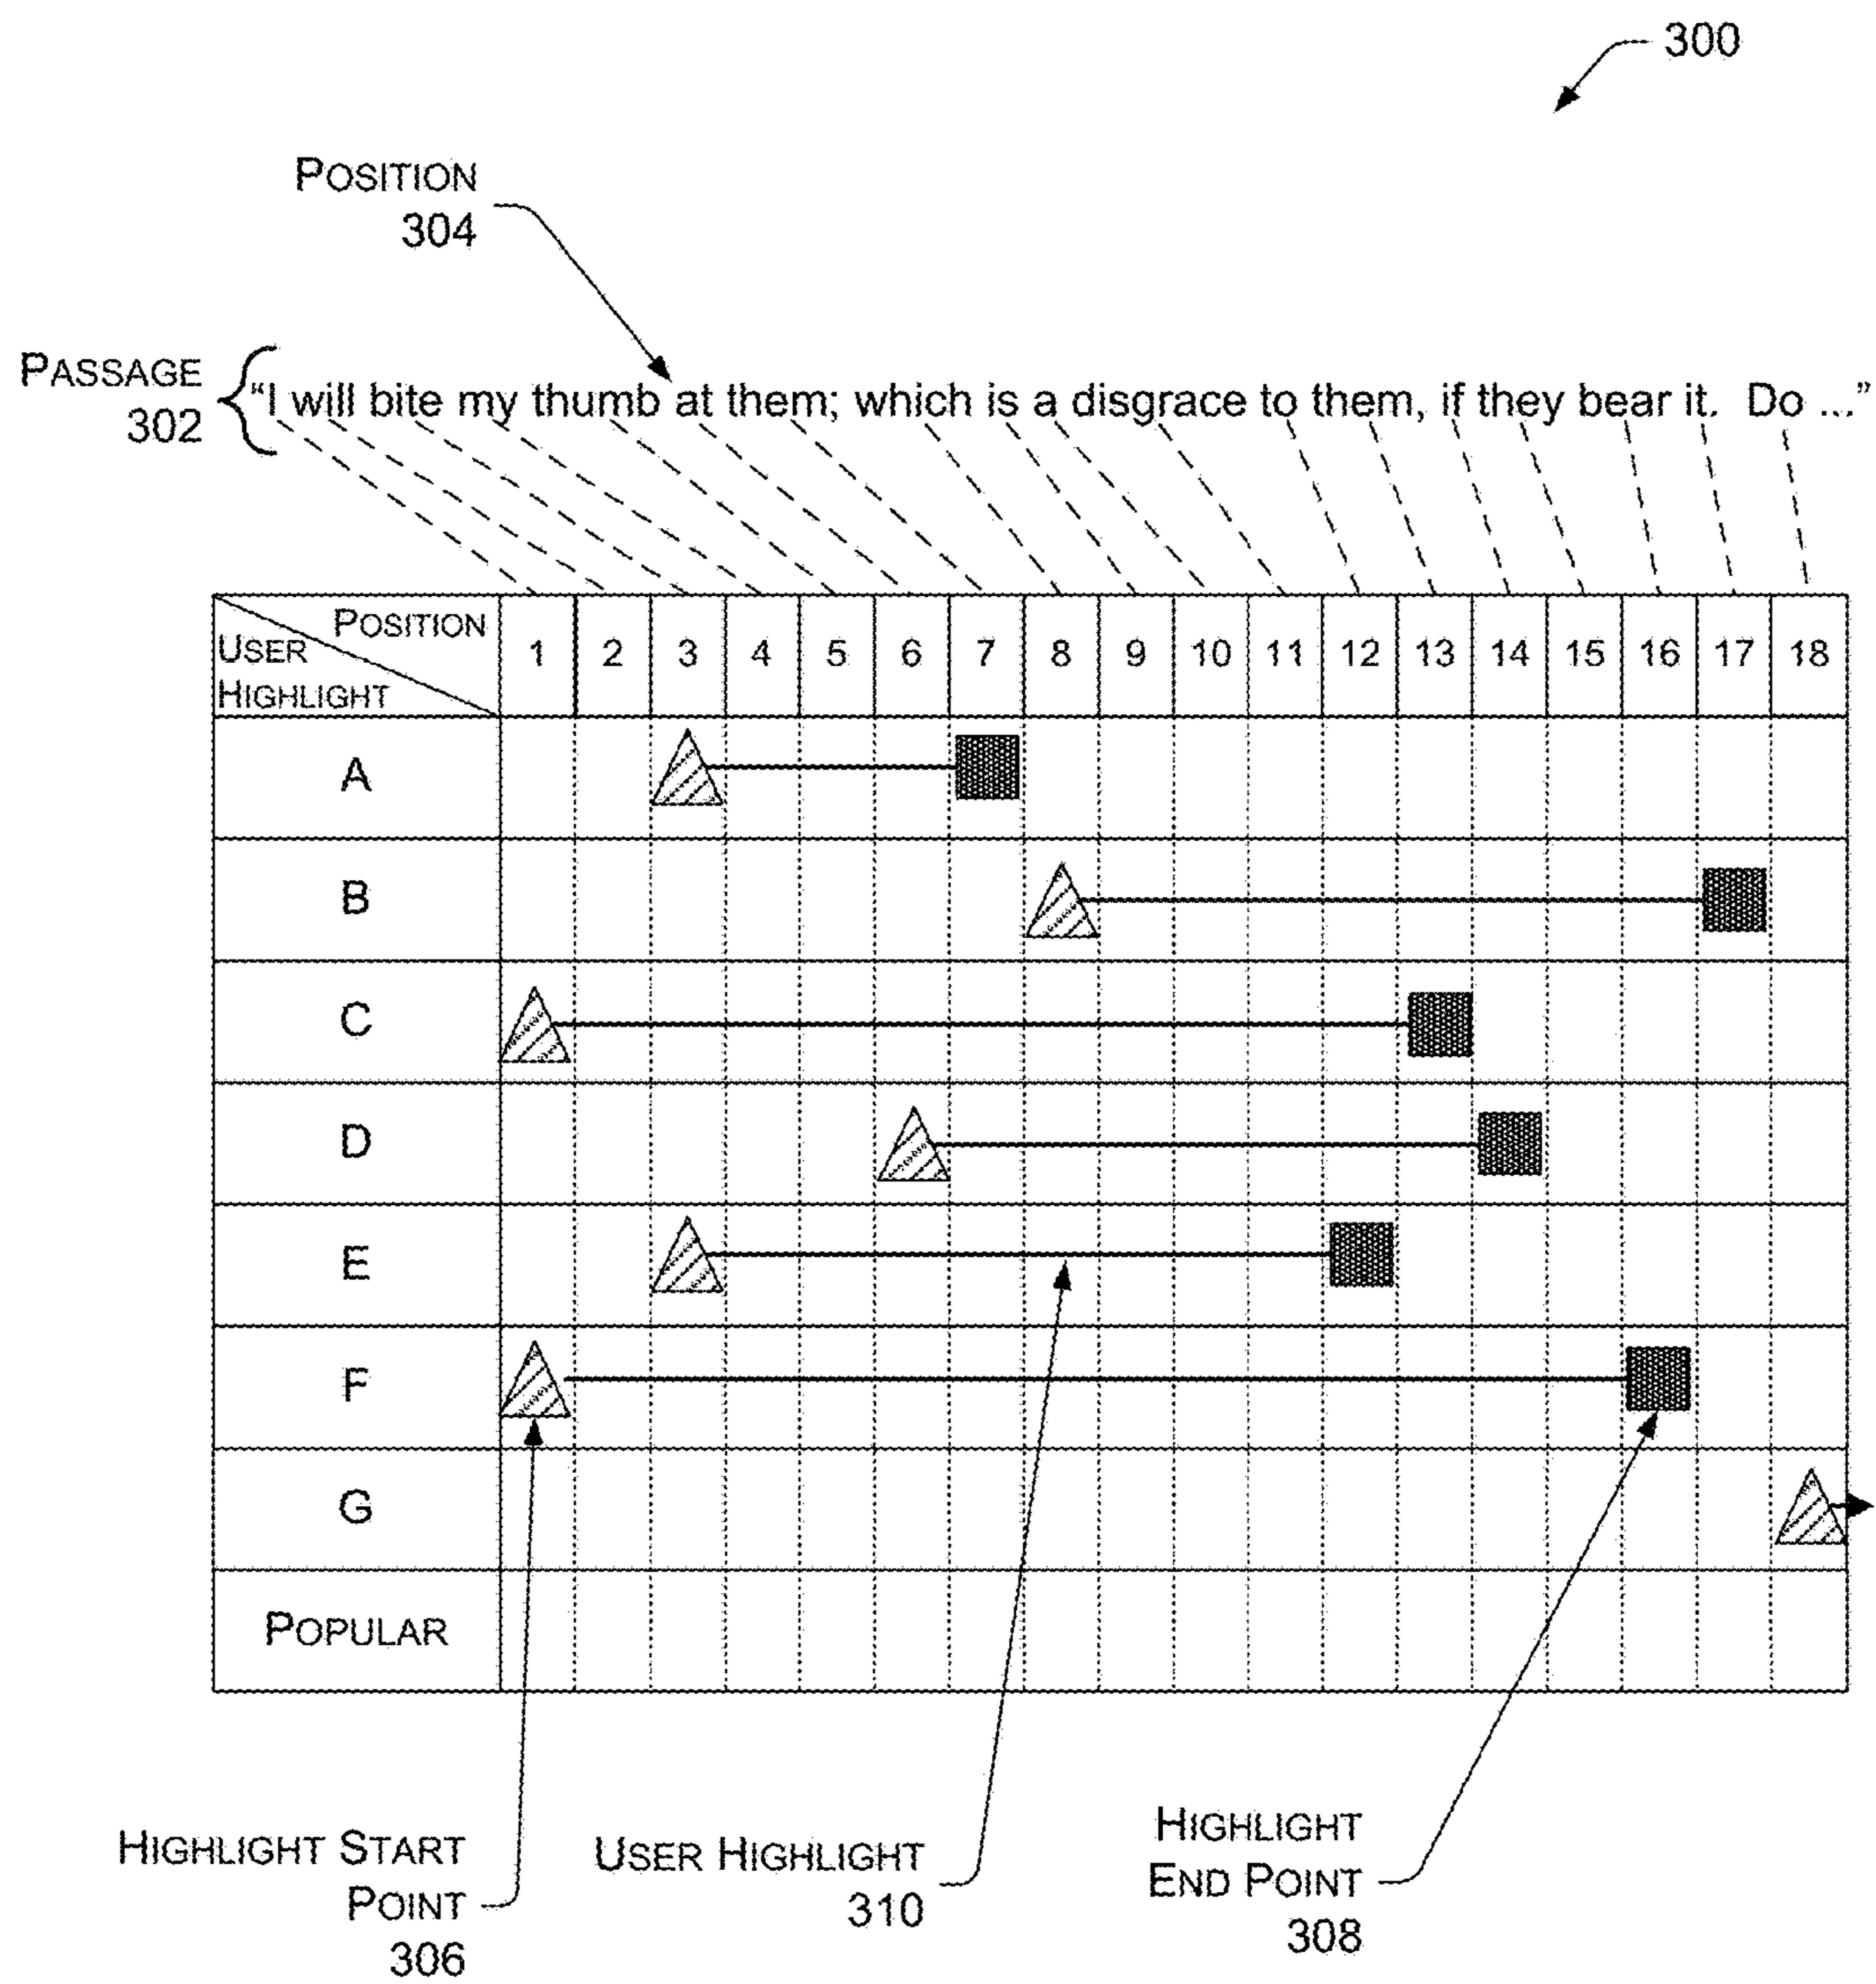 300
POSITION
304
PASSAGE
302
“I will bite my thumb at them; which is a disgrace to them, if they bear it. Do ...”
POSITION
USER
HIGHLIGHT
1 2 3 4 5 6 7 8 9 10 11 12 13 14 15 16 17 18
A
B
C
D
E
F
G
POPULAR
HIGHLIGHT START
POINT
306
USER HIGHLIGHT
310
HIGHLIGHT
END POINT
308